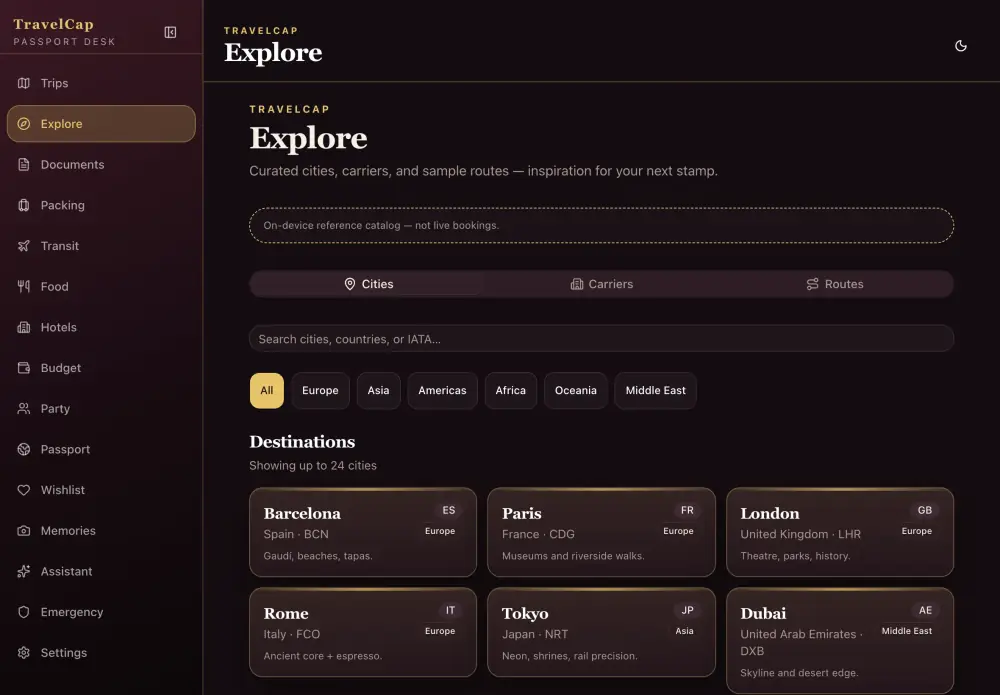 TravelCap
PASSPORT DESK
Trips
Explore
Documents
Packing
Transit
Food
Hotels
Budget
Party
Passport
Wishlist
Memories
Assistant
Emergency
Settings
TRAVELCAP
Explore
TRAVELCAP
Explore
Curated cities, carriers, and sample routes — inspiration for your next stamp.
On-device reference catalog — not live bookings.
Cities
Carriers
Routes
Search cities, countries, or IATA...
All
Europe
Asia
Americas
Africa
Oceania
Middle East
Destinations
Showing up to 24 cities
Barcelona
ES
Spain · BCN
Europe
Gaudí, beaches, tapas.
Paris
FR
France · CDG
Europe
Museums and riverside walks.
London
GB
United Kingdom · LHR
Europe
Theatre, parks, history.
Rome
IT
Italy · FCO
Europe
Ancient core + espresso.
Tokyo
JP
Japan · NRT
Asia
Neon, shrines, rail precision.
Dubai
AE
United Arab Emirates ·
DXB
Middle East
Skyline and desert edge.